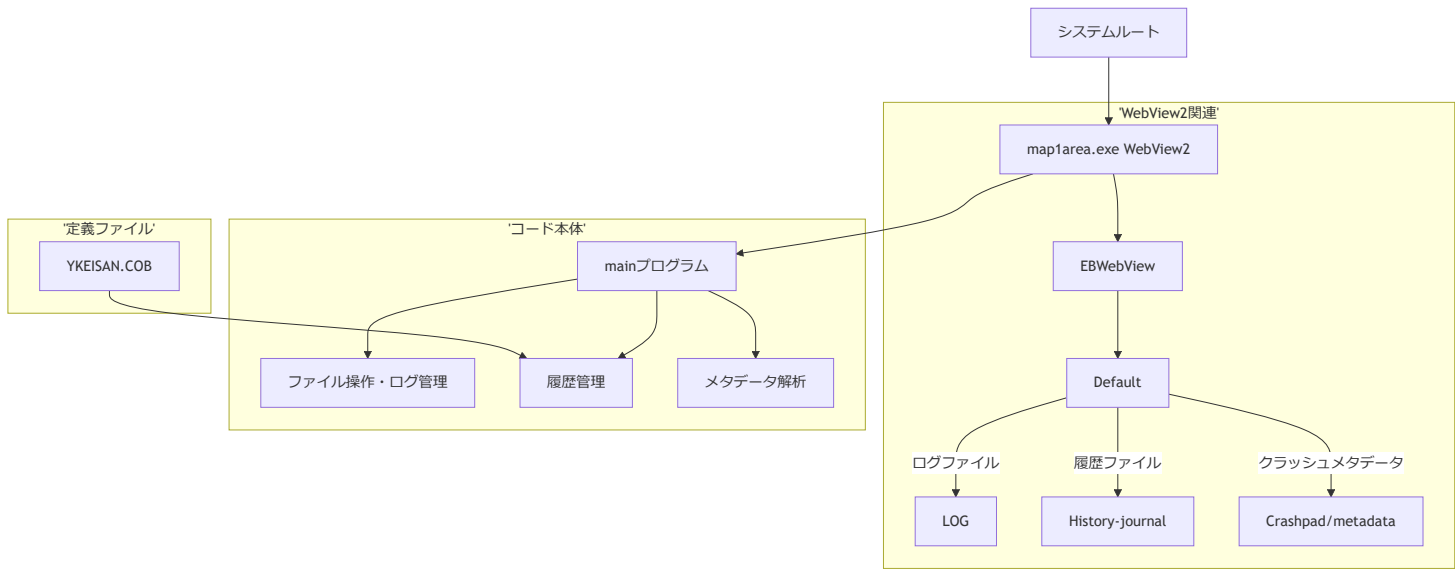 システムルート
'WebView2関連'
map1area.exe WebView2
'定義ファイル'
'コード本体'
YKEISAN.COB
mainプログラム
EBWebView
ファイル操作・ログ管理
履歴管理
メタデータ解析
Default
ログファイル
履歴ファイル
クラッシュメタデータ
LOG
History-journal
Crashpad/metadata